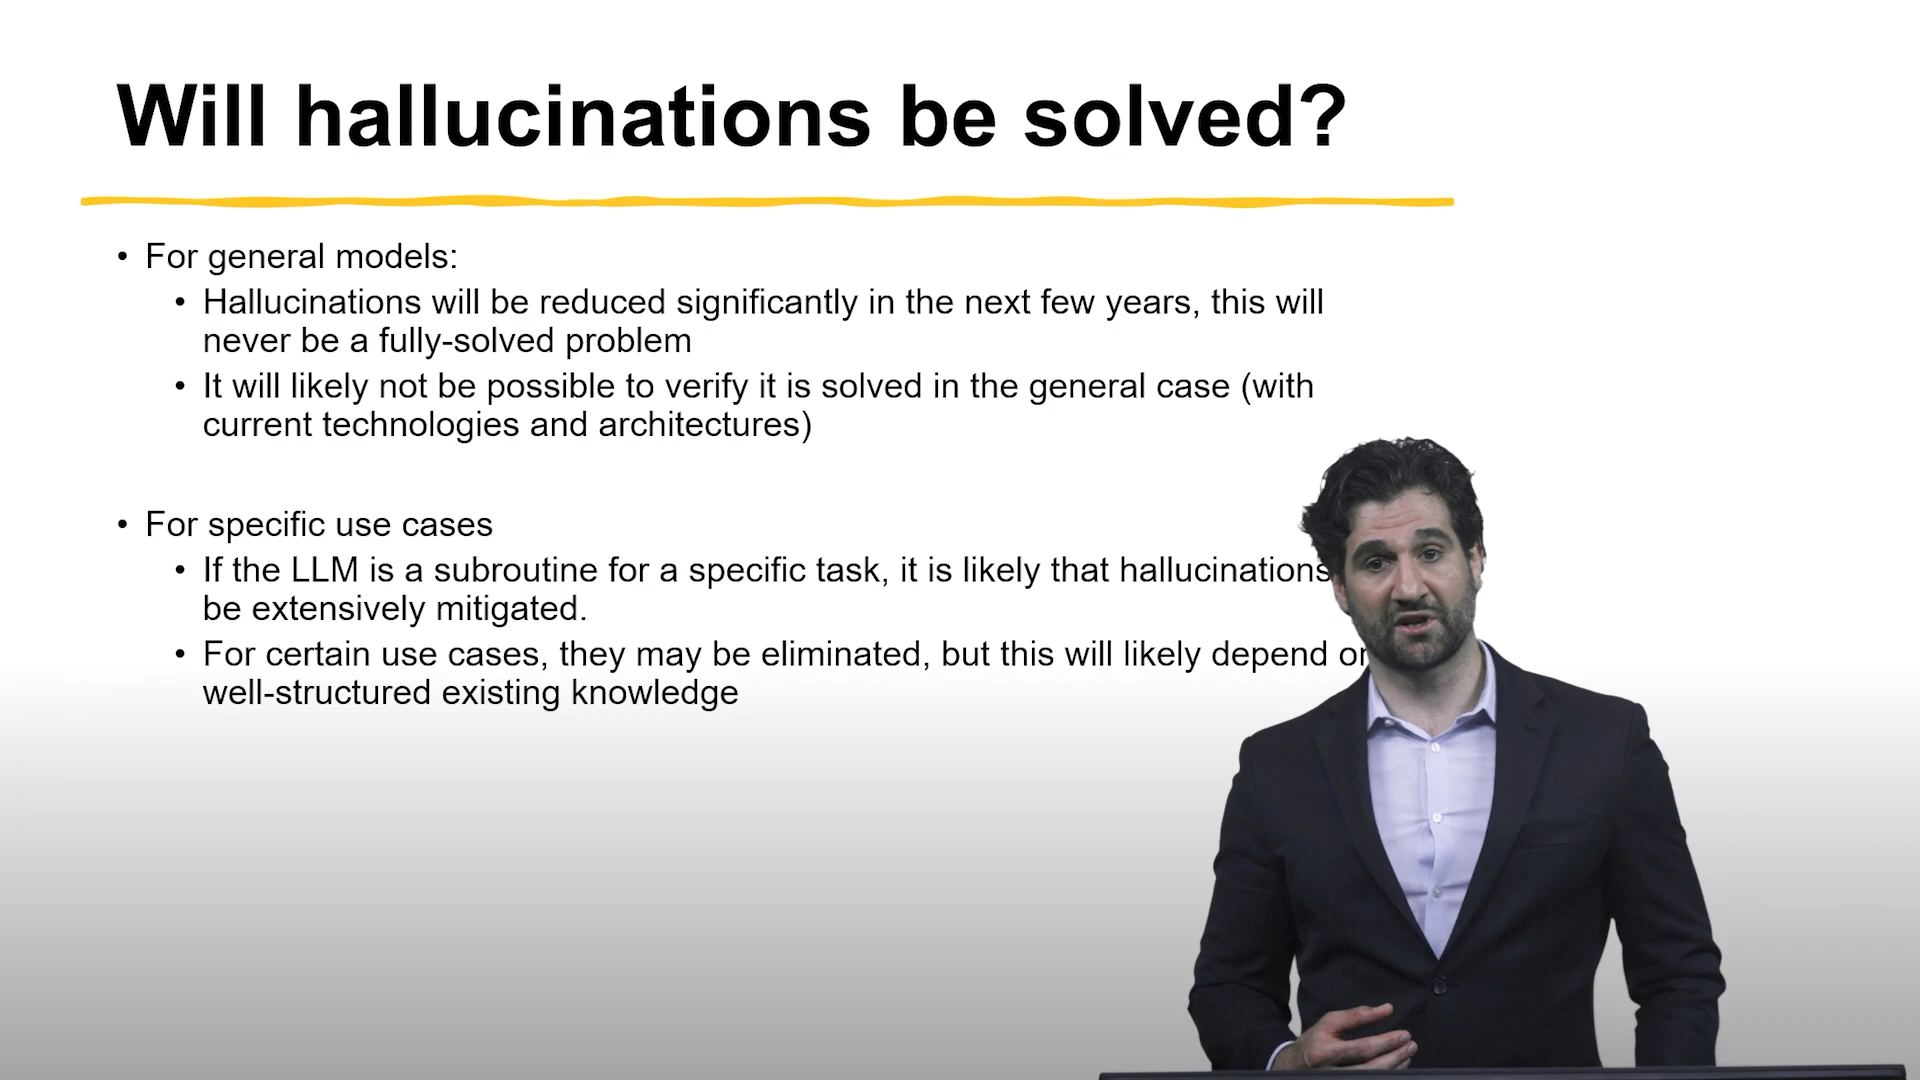 Will hallucinations be solved?
• For general models:
• Hallucinations will be reduced significantly in the next few years, this will
never be a fully-solved problem
• It will likely not be possible to verify it is solved in the general case (with
current technologies and architectures)
• For specific use cases
• If the LLM is a subroutine for a specific task, it is likely that hallucinations
be extensively mitigated.
• For certain use cases, they may be eliminated, but this will likely depend on
well-structured existing knowledge